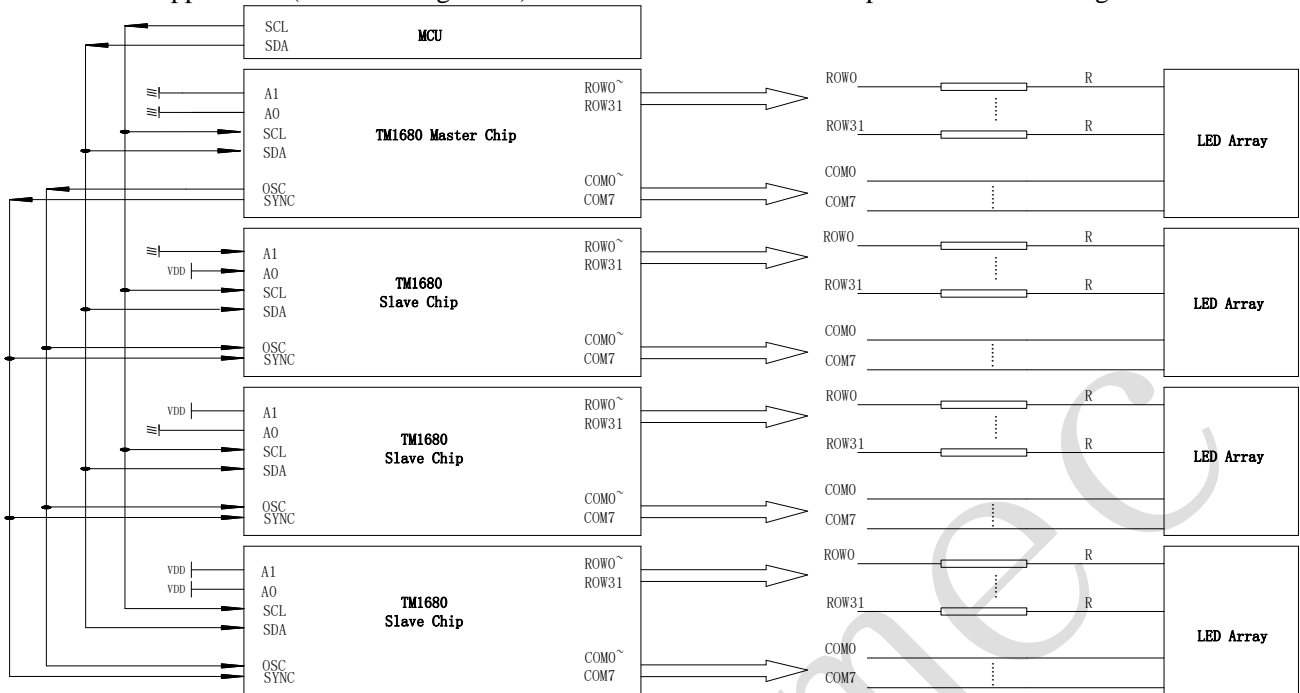 SCL
SDA
MCU
A1
A0
SCL
SDA
OSC
SYNC
TM1680 Master Chip
ROW0~
ROW31
COM0~
COM7
ROW0
R
ROW31
R
COM0
COM7
LED Array
VDD
A1
A0
SCL
SDA
OSC
SYNC
TM1680
Slave Chip
ROW0~
ROW31
COM0~
COM7
ROW0
R
ROW31
R
COM0
COM7
LED Array
VDD
A1
A0
SCL
SDA
OSC
SYNC
TM1680
Slave Chip
ROW0~
ROW31
COM0~
COM7
ROW0
R
ROW31
R
COM0
COM7
LED Array
VDD
VDD
A1
A0
SCL
SDA
OSC
SYNC
TM1680
Slave Chip
ROW0~
ROW31
COM0~
COM7
ROW0
R
ROW31
R
COM0
COM7
LED Array
mec